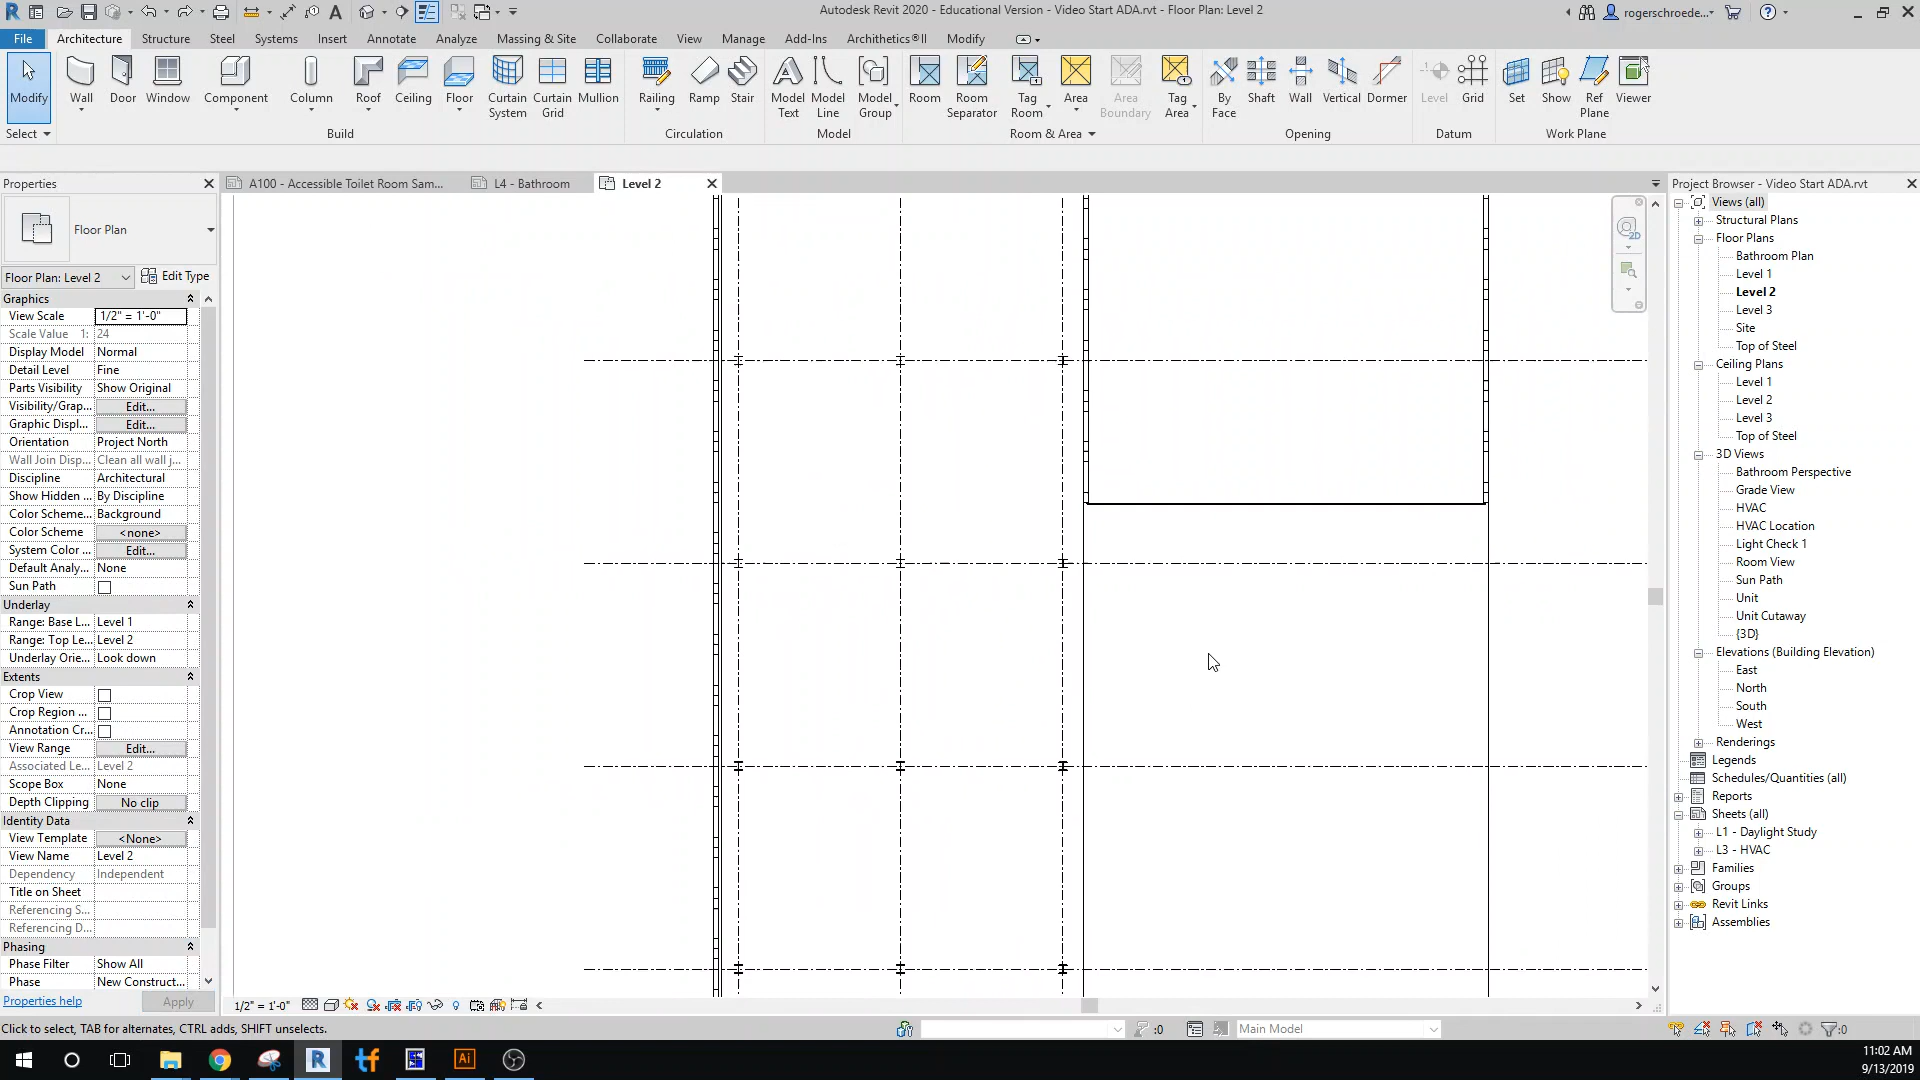 Autodesk Revit 2020 - Educational Version - Video Start ADA.rvt - Floor Plan: Level 2
rogerschroede...
File Architecture Structure Steel Systems Insert Annotate Analyze Massing & Site Collaborate View Manage Add-Ins Archithetics®II Modify
Modify Wall Door Window Component Column Roof Ceiling Floor Curtain System Curtain Grid Mullion Railing Ramp Stair Model Text Model Line Model Group Room Room Separator Tag Room Area Area Boundary Tag Area By Face Shaft Wall Vertical Dormer Level Grid Set Show Ref Plane Viewer
Select Build Circulation Model Room & Area Opening Datum Work Plane
Properties
A100 - Accessible Toilet Room Sam... L4 - Bathroom Level 2
Project Browser - Video Start ADA.rvt
Floor Plan
Floor Plan: Level 2 Edit Type
Graphics
View Scale 1/2" = 1'-0"
Scale Value 1: 24
Display Model Normal
Detail Level Fine
Parts Visibility Show Original
Visibility/Grap... Edit...
Graphic Displ... Edit...
Orientation Project North
Wall Join Disp... Clean all wall j...
Discipline Architectural
Show Hidden ... By Discipline
Color Scheme... Background
Color Scheme <none>
System Color ... Edit...
Default Analy... None
Sun Path
Underlay
Range: Base L... Level 1
Range: Top Le... Level 2
Underlay Orie... Look down
Extents
Crop View
Crop Region ...
Annotation Cr...
View Range Edit...
Associated Le... Level 2
Scope Box None
Depth Clipping No clip
Identity Data
View Template <None>
View Name Level 2
Dependency Independent
Title on Sheet
Referencing S...
Referencing D...
Phasing
Phase Filter Show All
Phase New Construct...
Properties help Apply
2D
Views (all)
Structural Plans
Floor Plans
Bathroom Plan
Level 1
Level 2
Level 3
Site
Top of Steel
Ceiling Plans
Level 1
Level 2
Level 3
Top of Steel
3D Views
Bathroom Perspective
Grade View
HVAC
HVAC Location
Light Check 1
Room View
Sun Path
Unit
Unit Cutaway
{3D}
Elevations (Building Elevation)
East
North
South
West
Renderings
Legends
Schedules/Quantities (all)
Reports
Sheets (all)
L1 - Daylight Study
L3 - HVAC
Families
Groups
Revit Links
Assemblies
1/2" = 1'-0"
Click to select, TAB for alternates, CTRL adds, SHIFT unselects.
:0 Main Model :0
11:02 AM
9/13/2019